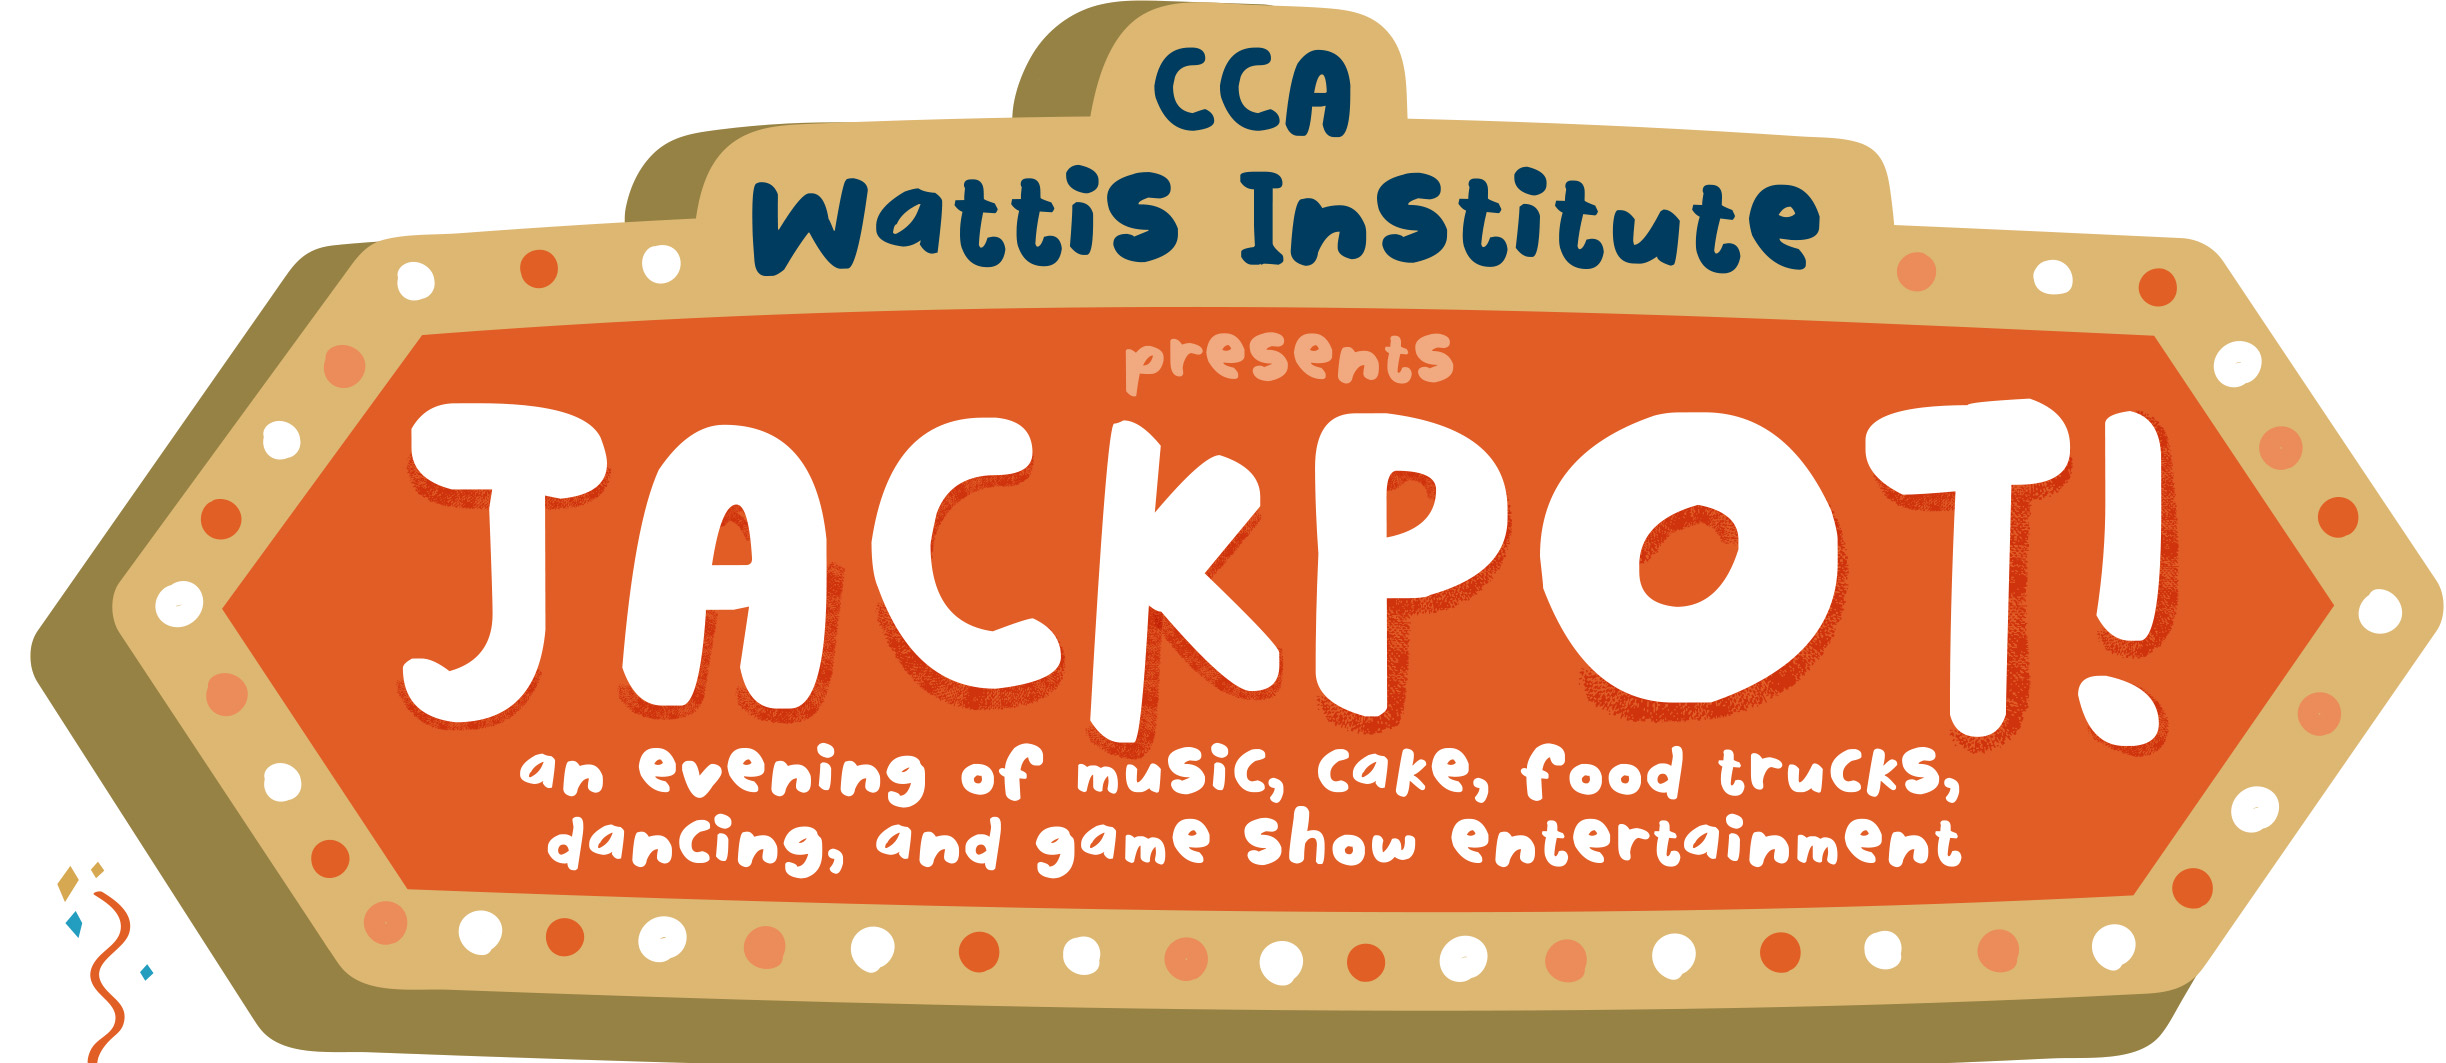 CCA
Wattis Institute
presents
JACKPOT!
an evening of music, cake, food trucks,
dancing, and game show entertainment